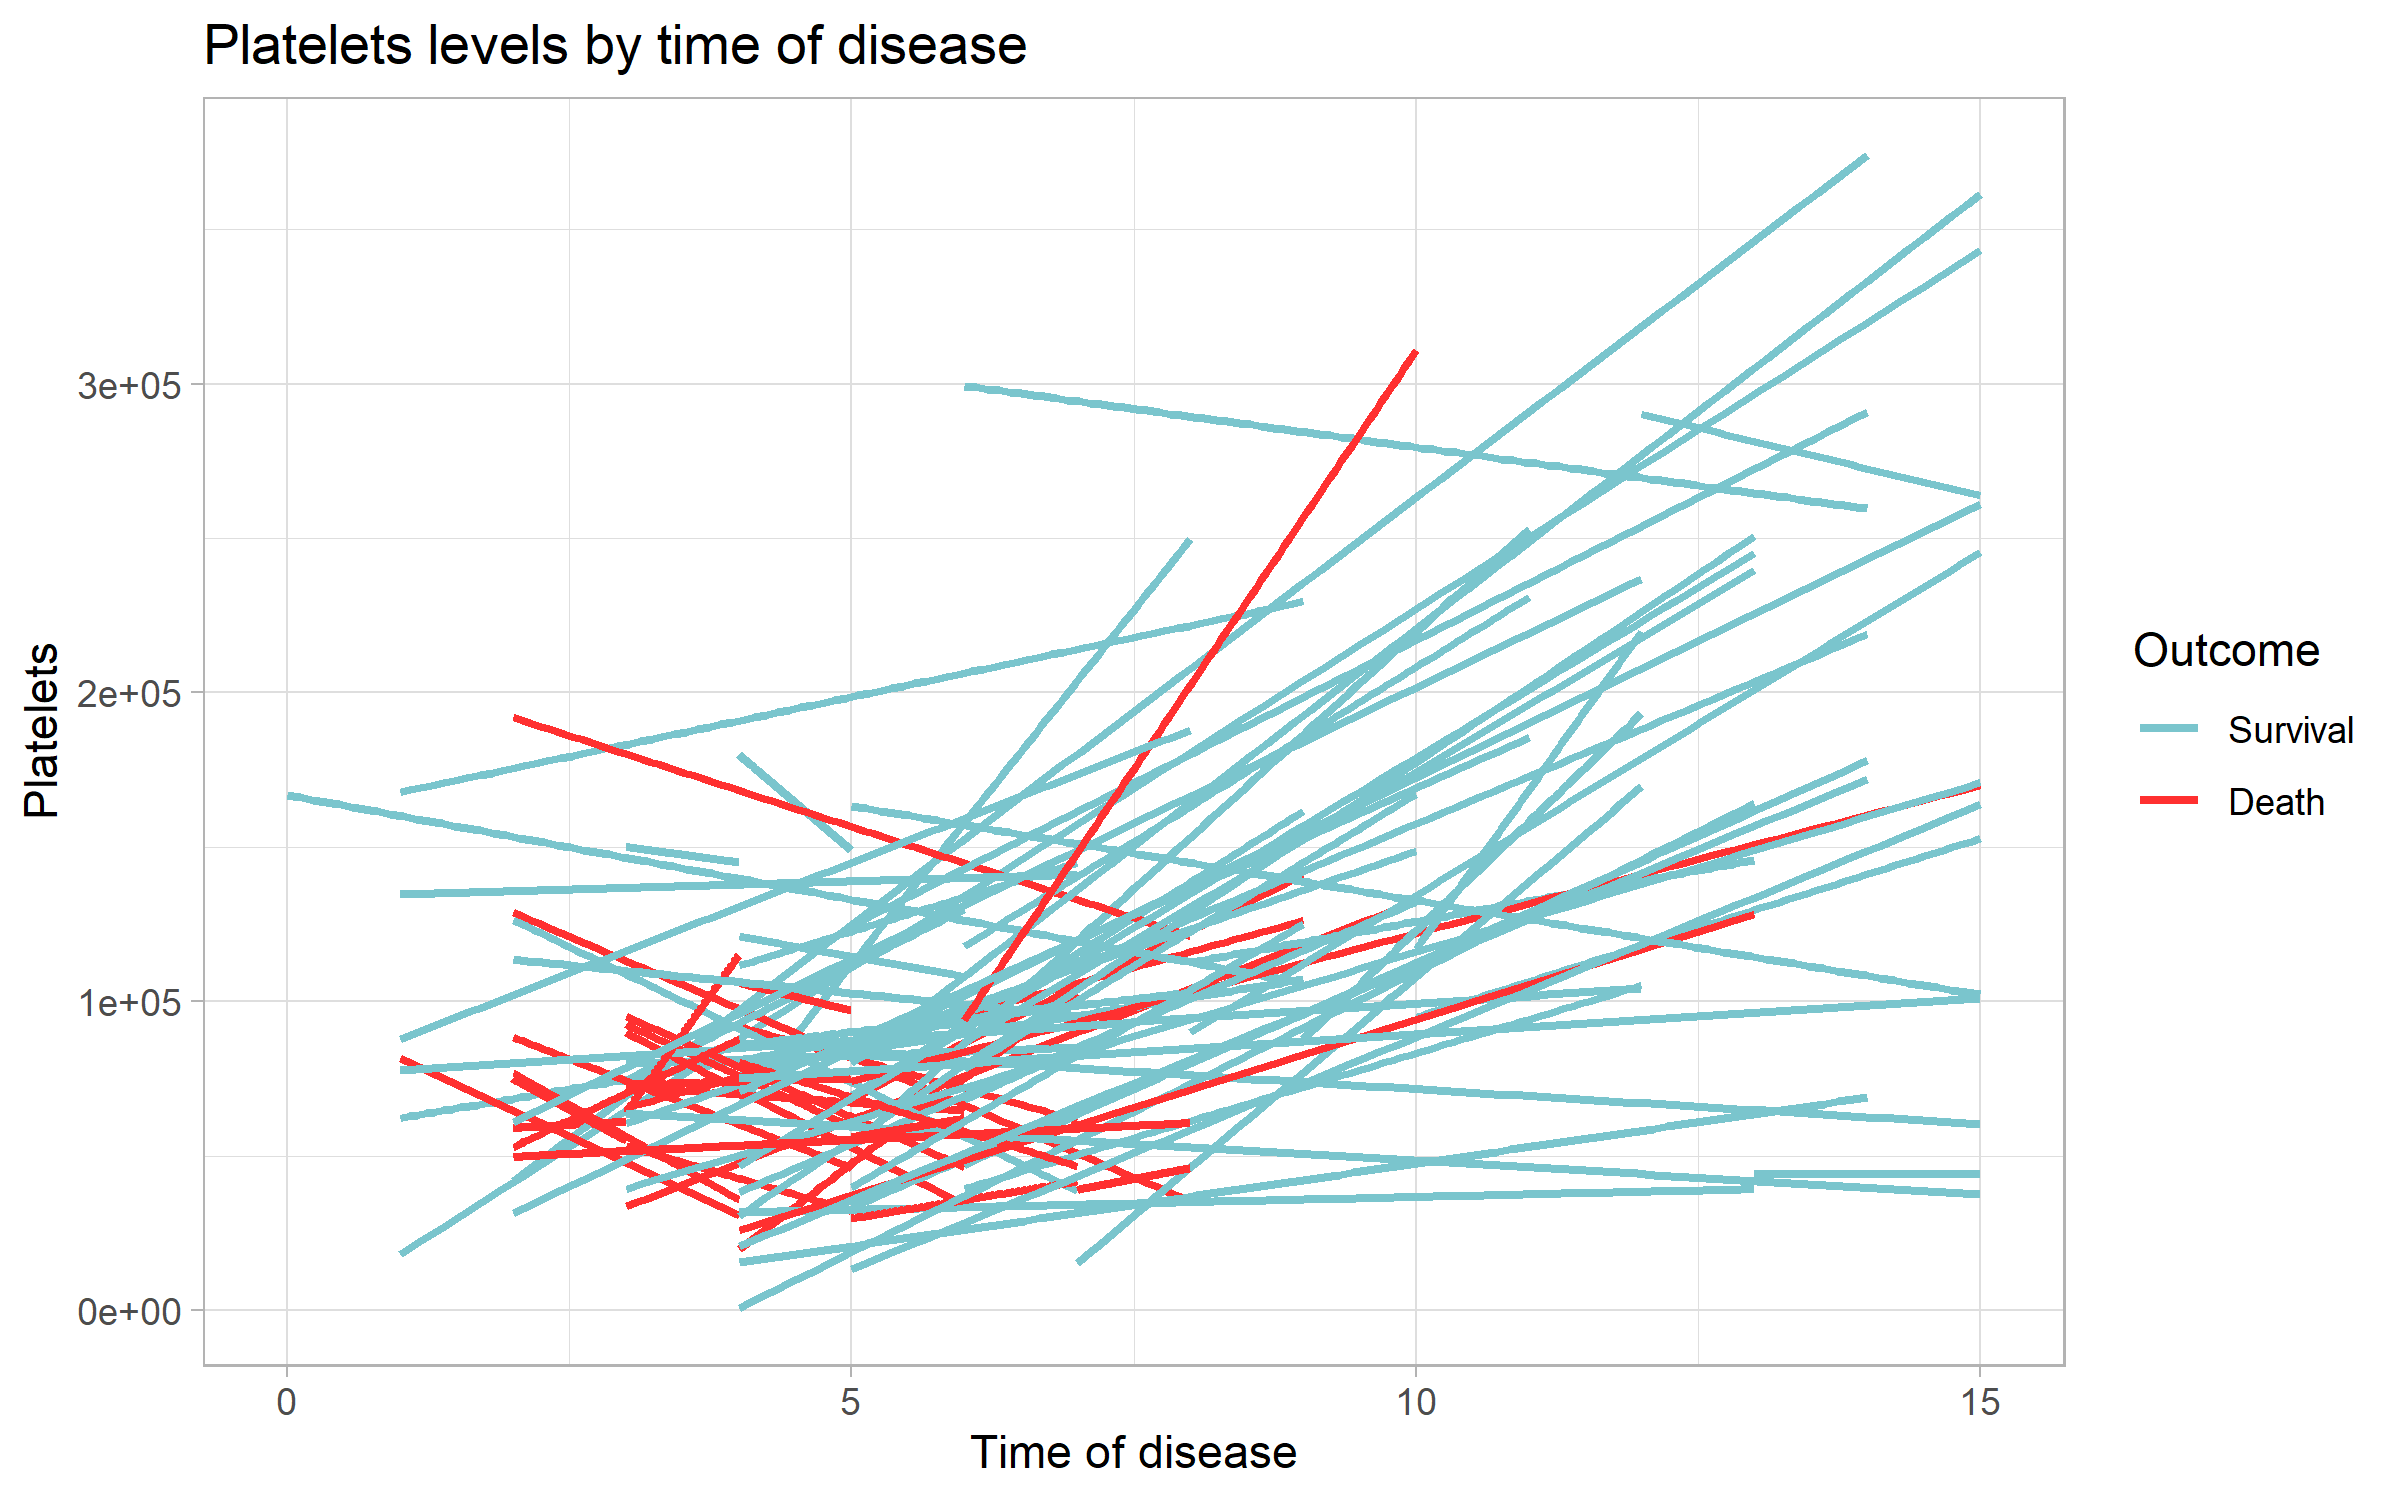 Platelets levels by time of disease
Platelets
3e+05
2e+05
1e+05
0e+00
0
5
10
15
Time of disease
Outcome
Survival
Death